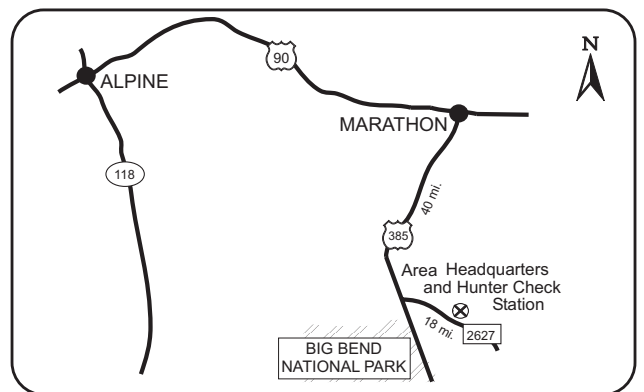 N
90
ALPINE
MARATHON
118
40 mi.
385
Area Headquarters
and Hunter Check
Station
18 mi.
2627
BIG BEND
NATIONAL PARK